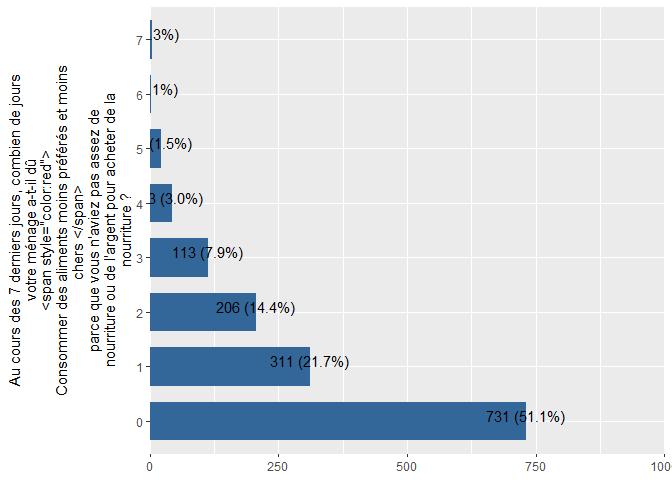 Au cours des 7 derniers jours, combien de jours
votre ménage a-t-il dû
<span style="color:red">
Consommer des aliments moins préférés et moins
chers </span>
parce que vous n'aviez pas assez de
nourriture ou de l'argent pour acheter de la
nourriture ?
7 3%)
6 1%)
5 (1.5%)
4 3 (3.0%)
3 113 (7.9%)
2 206 (14.4%)
1 311 (21.7%)
0 731 (51.1%)
0 250 500 750 100